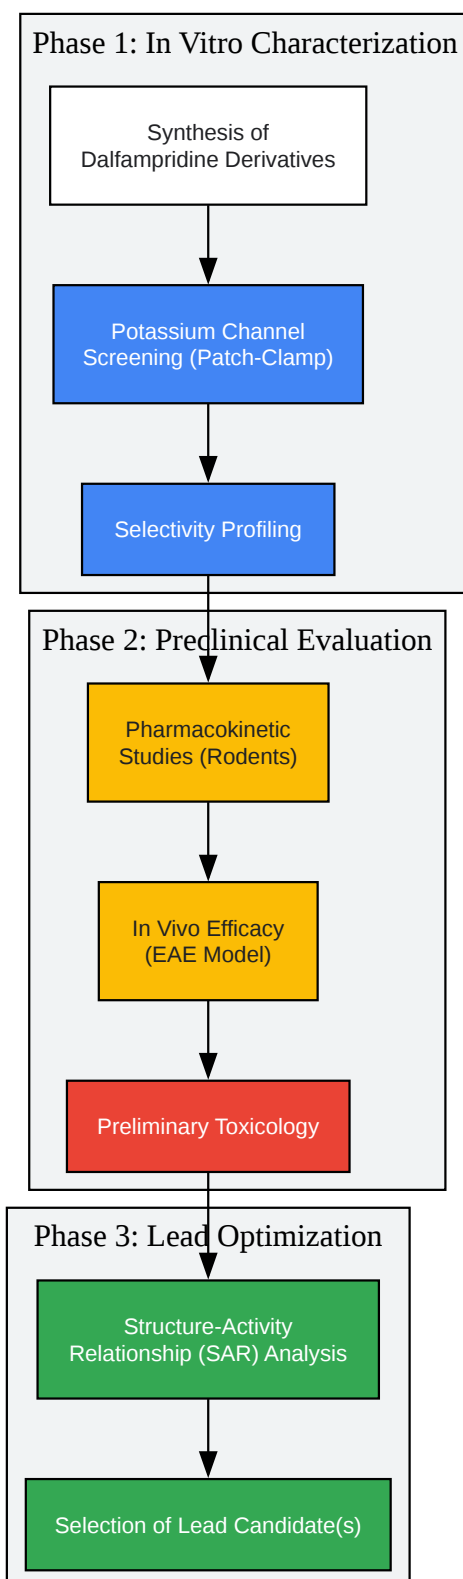 Phase 1: In Vitro Characterization
Synthesis of
Dalfampridine Derivatives
Potassium Channel
Screening (Patch-Clamp)
Selectivity Profiling
Phase 2: Preclinical Evaluation
Pharmacokinetic
Studies (Rodents)
In Vivo Efficacy
(EAE Model)
Preliminary Toxicology
Phase 3: Lead Optimization
Structure-Activity
Relationship (SAR) Analysis
Selection of Lead Candidate(s)